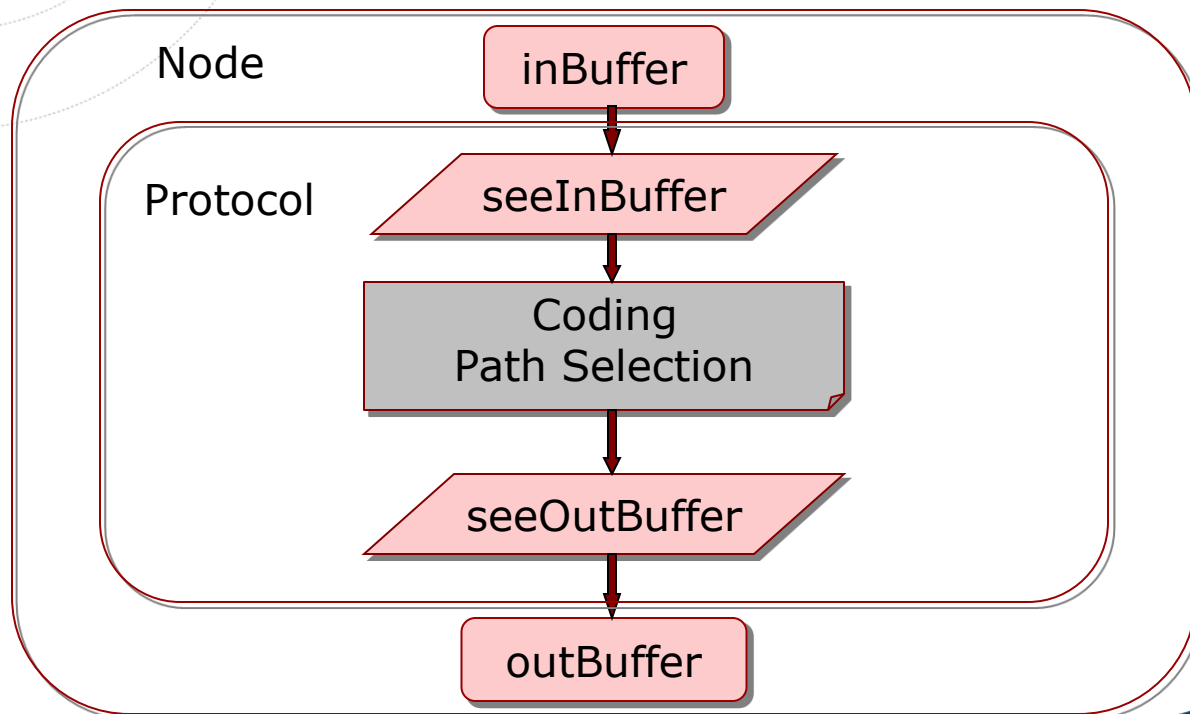 Node
inBuffer
Protocol
seeInBuffer
Coding
Path Selection
seeOutBuffer
outBuffer